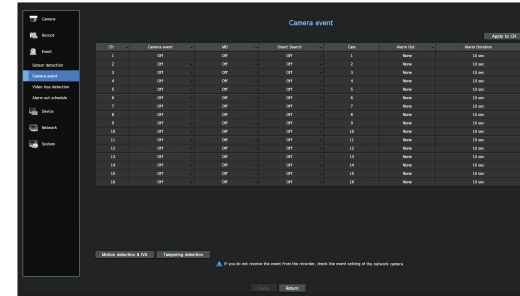 Camera event
Camera
Record
Event
Sensor detection
Camera event
Video loss detection
Alarm out schedule
Device
Network
System
Apply to CH
CH Camera event MD Smart Search Cam Alarm Out Alarm Duration
1 Off Off Off 1 None 10 sec
2 Off Off Off 2 None 10 sec
3 Off Off Off 3 None 10 sec
4 Off Off Off 4 None 10 sec
5 Off Off Off 5 None 10 sec
6 Off Off Off 6 None 10 sec
7 Off Off Off 7 None 10 sec
8 Off Off Off 8 None 10 sec
9 Off Off Off 9 None 10 sec
10 Off Off Off 10 None 10 sec
11 Off Off Off 11 None 10 sec
12 Off Off Off 12 None 10 sec
13 Off Off Off 13 None 10 sec
14 Off Off Off 14 None 10 sec
15 Off Off Off 15 None 10 sec
16 Off Off Off 16 None 10 sec
Motion detection & IVA Tampering detection
If you do not receive the event from the recorder, check the event setting of the network camera.
Apply Return